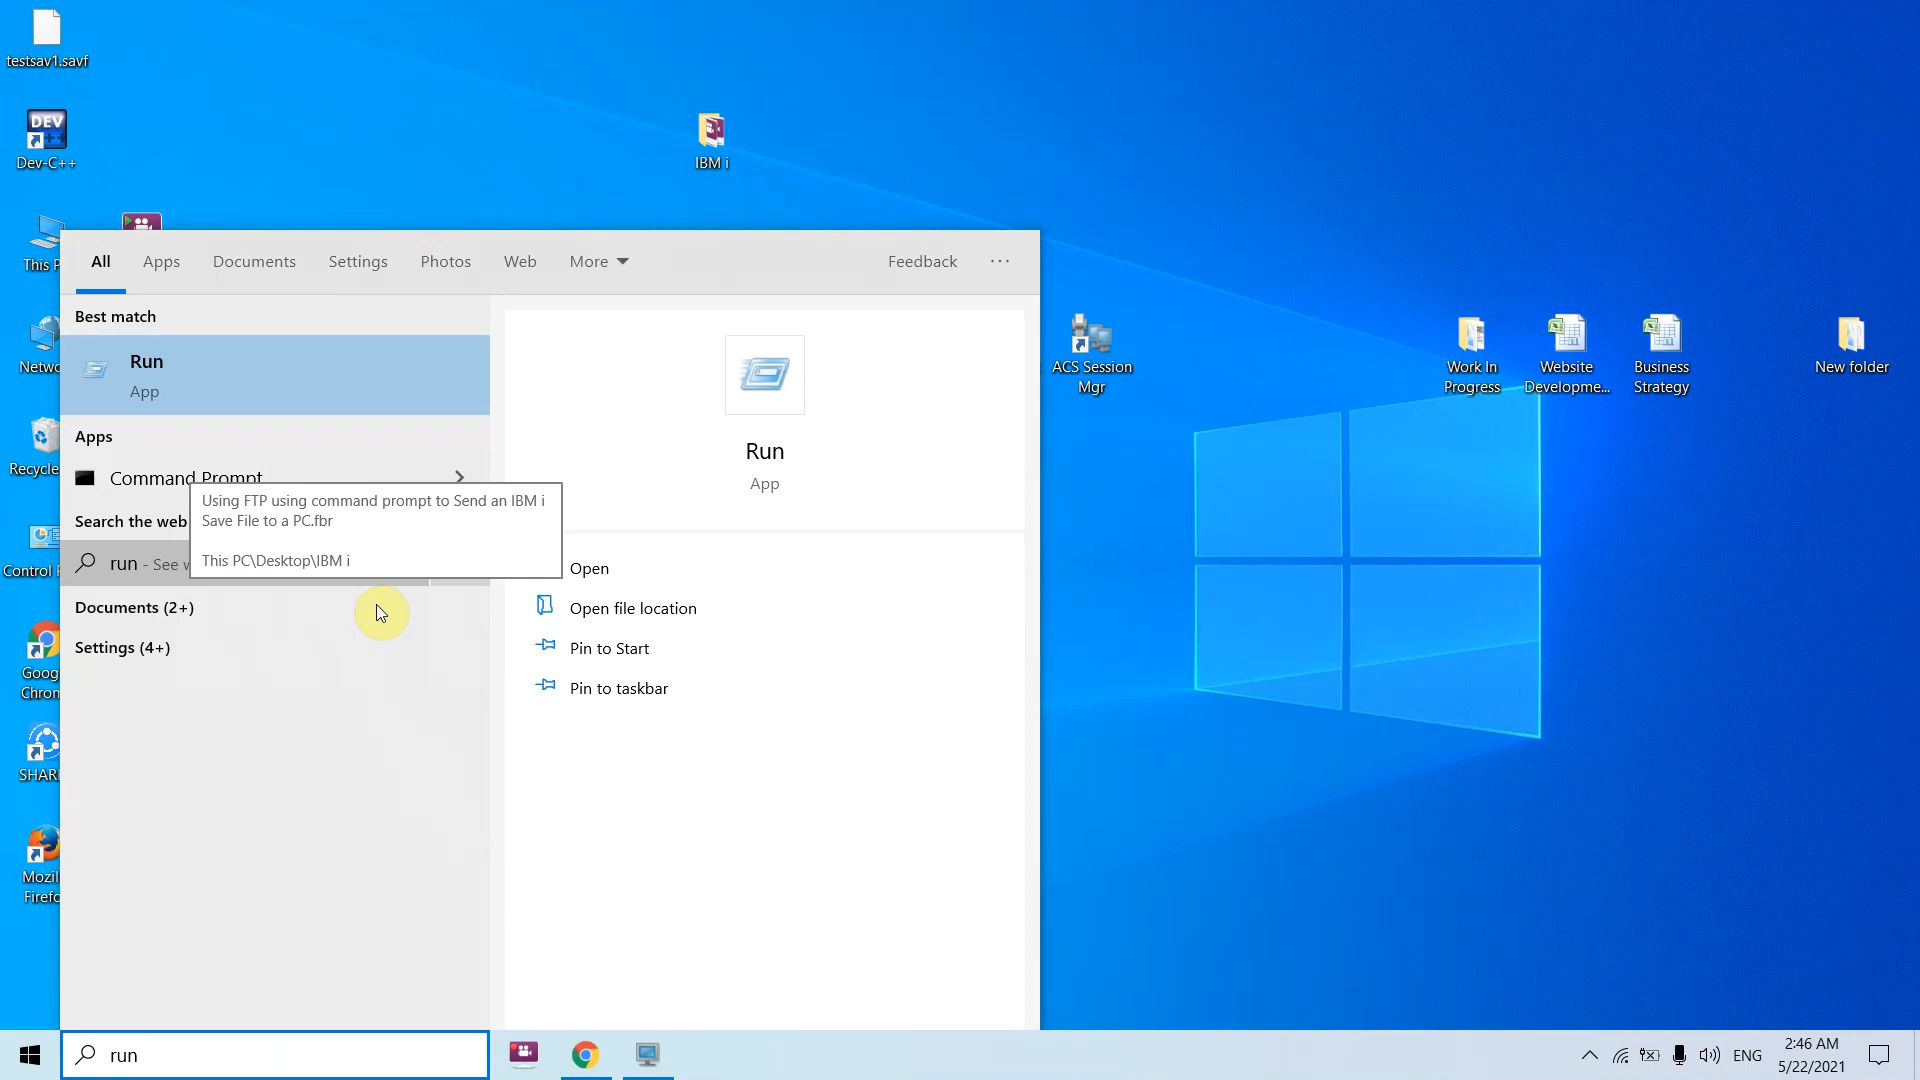 testsav1.savf
DEV
Dev-C++
IBM i
This P
Netwo
Recycle
Control
Goog
Chrom
SHAR
Mozil
Firefo
All
Apps
Documents
Settings
Photos
Web
More
Feedback
...
Best match
Run
App
Apps
Command Prompt
Search the web
run - See w
Using FTP using command prompt to Send an IBM i
Save File to a PC.fbr
This PC\Desktop\IBM i
Documents (2+)
Settings (4+)
Run
App
Open
Open file location
Pin to Start
Pin to taskbar
ACS Session
Mgr
Work In
Progress
Website
Developme...
Business
Strategy
New folder
run
ENG
2:46 AM
5/22/2021